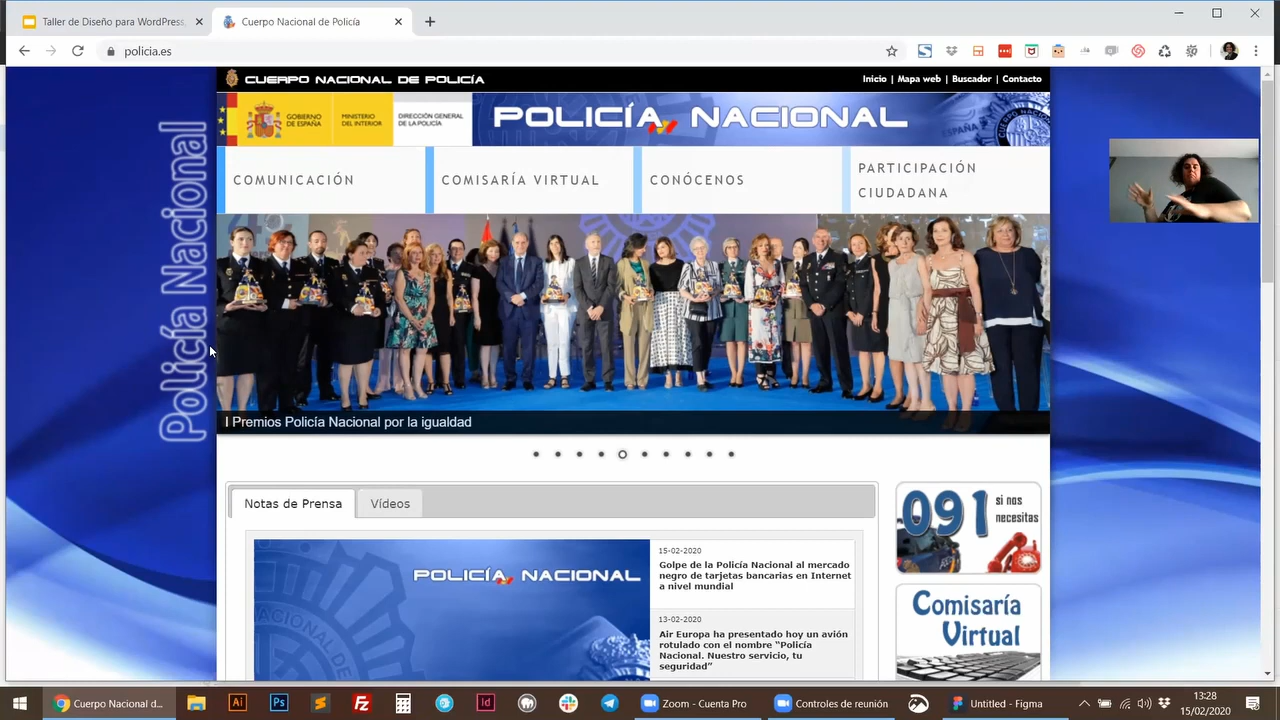 Taller de Diseño para WordPress
Cuerpo Nacional de Policía
policia.es
CUERPO NACIONAL DE POLICÍA
Inicio | Mapa web | Buscador | Contacto
GOBIERNO
DE ESPAÑA
MINISTERIO
DEL INTERIOR
DIRECCIÓN GENERAL
DE LA POLICÍA
POLICÍA NACIONAL
ESPAÑA
COMUNICACIÓN
COMISARÍA VIRTUAL
CONÓCENOS
PARTICIPACIÓN
CIUDADANA
Policía Nacional
I Premios Policía Nacional por la igualdad
Notas de Prensa
Vídeos
POLICÍA NACIONAL
15-02-2020
Golpe de la Policía Nacional al mercado
negro de tarjetas bancarias en Internet
a nivel mundial
13-02-2020
Air Europa ha presentado hoy un avión
rotulado con el nombre “Policía
Nacional. Nuestro servicio, tu
seguridad”
091
si nos
necesitas
Comisaría
Virtual
Cuerpo Nacional d...
Ai
Ps
Id
Zoom - Cuenta Pro
Controles de reunión
Untitled - Figma
13:28
15/02/2020